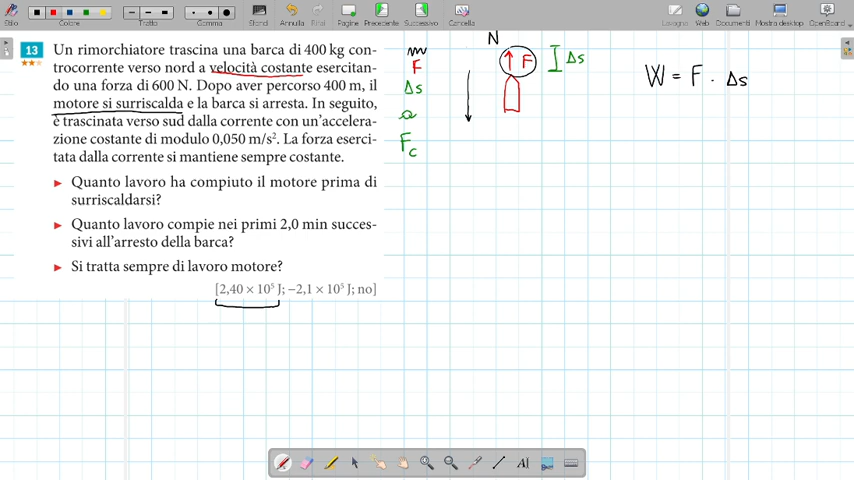 Stilo
Colore
Tratto
Gomma
Sfondi
Annulla
Rifai
Pagine
Precedente
Successivo
Cancella
Lavagna
Web
Documenti
Mostra desktop
OpenBoard
13
Un rimorchiatore trascina una barca di 400 kg con-
trocorrente verso nord a velocità costante esercitan-
do una forza di 600 N. Dopo aver percorso 400 m, il
motore si surriscalda e la barca si arresta. In seguito,
è trascinata verso sud dalla corrente con un'accelera-
zione costante di modulo 0,050 m/s². La forza eserci-
tata dalla corrente si mantiene sempre costante.
► Quanto lavoro ha compiuto il motore prima di
surriscaldarsi?
► Quanto lavoro compie nei primi 2,0 min succes-
sivi all'arresto della barca?
► Si tratta sempre di lavoro motore?
[2,40 × 10⁵ J; −2,1 × 10⁵ J; no]
m
F
Δs
a
Fc
N
F
Δs
W = F · Δs